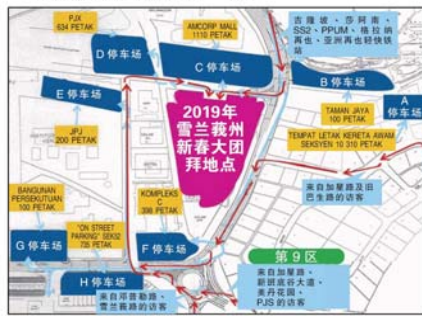 PJX
634 PETAK
AMCORP MALL
1110 PETAK
吉隆坡、莎阿南、
SS2、PPUM、格拉纳
再也、亚洲再也轻快铁
站
D 停车场
C 停车场
B 停车场
E 停车场
TAMAN JAYA
100 PETAK
A
停车场
JPJ
200 PETAK
2019年
雪兰莪州
新春大团
拜地点
TEMPAT LETAK KERETA AWAM
SEKSYEN 10 310 PETAK
来自加星路及旧
巴生路的访客
BANGUNAN
PERSEKUTUAN
100 PETAK
KOMPLEKS
C
398 PETAK
"ON STREET
PARKING" SEK52
735 PETAK
G 停车场
F 停车场
第 9 区
H 停车场
来自邓普勒路、
雪兰莪路的访客
来自加星路、
新班底谷大道、
美丹花园、
PJS 的访客